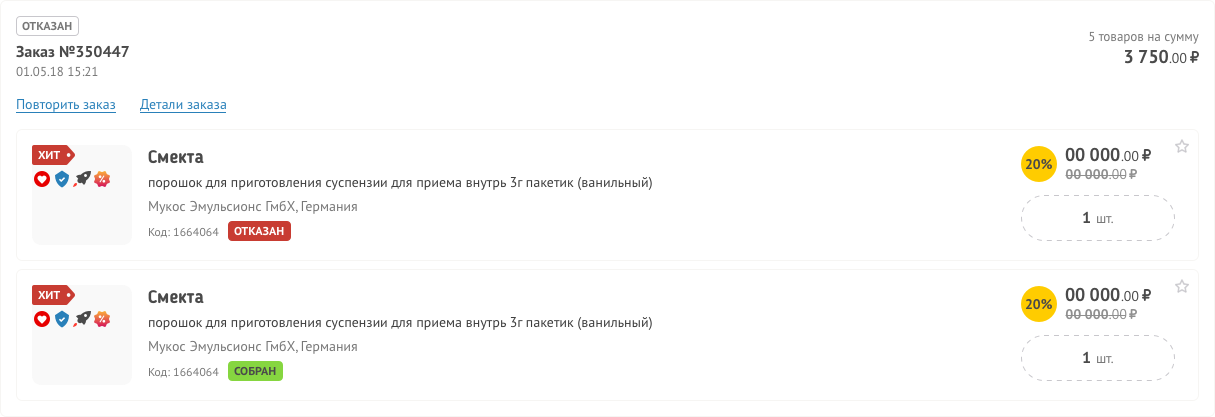 ОТКАЗАН
Заказ №350447
01.05.18 15:21
5 товаров на сумму
3 750.00 ₽
Повторить заказ
Детали заказа
ХИТ
Смекта
порошок для приготовления суспензии для приема внутрь 3г пакетик (ванильный)
Мукос Эмульсионс ГмбХ, Германия
Код: 1664064
ОТКАЗАН
20%
00 000.00 ₽
00 000.00 ₽
1 шт.
ХИТ
Смекта
порошок для приготовления суспензии для приема внутрь 3г пакетик (ванильный)
Мукос Эмульсионс ГмбХ, Германия
Код: 1664064
СОБРАН
20%
00 000.00 ₽
00 000.00 ₽
1 шт.